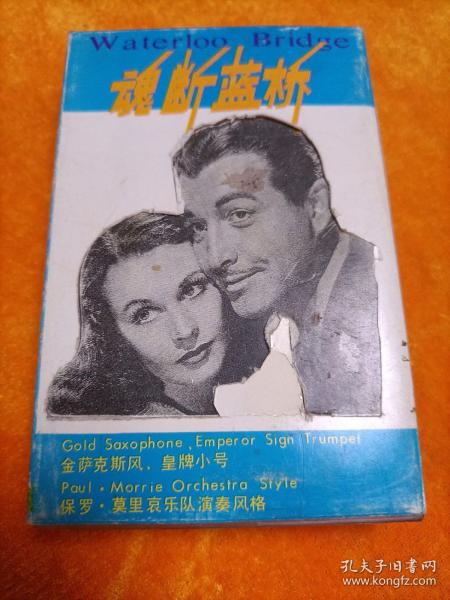 Waterloo Bridge
魂断蓝桥
Gold Saxophone,Emperor Sign Trumpet
金萨克斯风、皇牌小号
Paul·Morrie Orchestra Style
保罗·莫里哀乐队演奏风格
孔夫子旧书网
www.kongfz.com